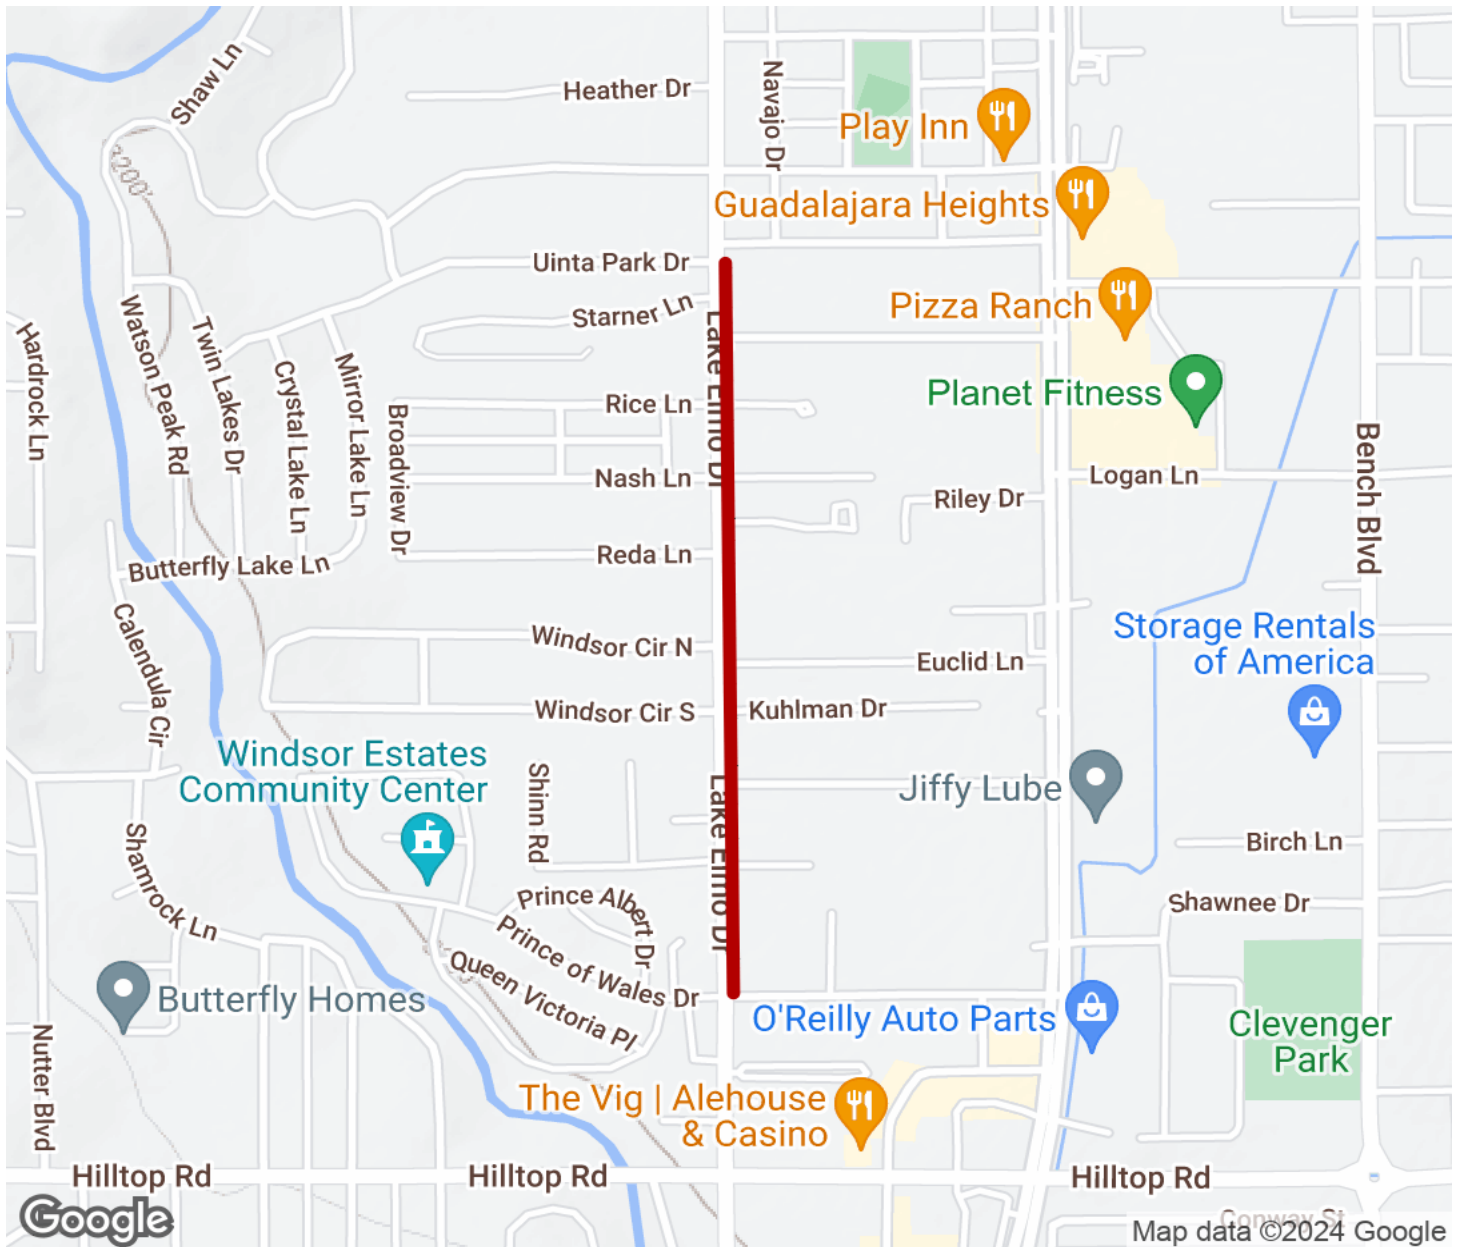 Shaw Ln
Heather Dr
Navajo Dr
Play Inn
Guadalajara Heights
Uinta Park Dr
Starner Ln
Pizza Ranch
Planet Fitness
Hardrock Ln
Watson Peak Rd
Twin Lakes Dr
Crystal Lake Ln
Mirror Lake Ln
Broadview Dr
Rice Ln
Lake Elmo Dr
Nash Ln
Riley Dr
Logan Ln
Bench Blvd
Reda Ln
Butterfly Lake Ln
Calendula Cir
Windsor Cir N
Euclid Ln
Storage Rentals
of America
Windsor Cir S
Kuhlman Dr
Windsor Estates
Community Center
Shinn Rd
Lake Elmo Dr
Jiffy Lube
Birch Ln
Shamrock Ln
Prince Albert Dr
Shawnee Dr
Prince of Wales Dr
Queen Victoria Pl
Butterfly Homes
O'Reilly Auto Parts
Clevenger
Park
Nutter Blvd
The Vig | Alehouse
& Casino
Hilltop Rd
Hilltop Rd
Hilltop Rd
Conway St
Google
Map data ©2024 Google